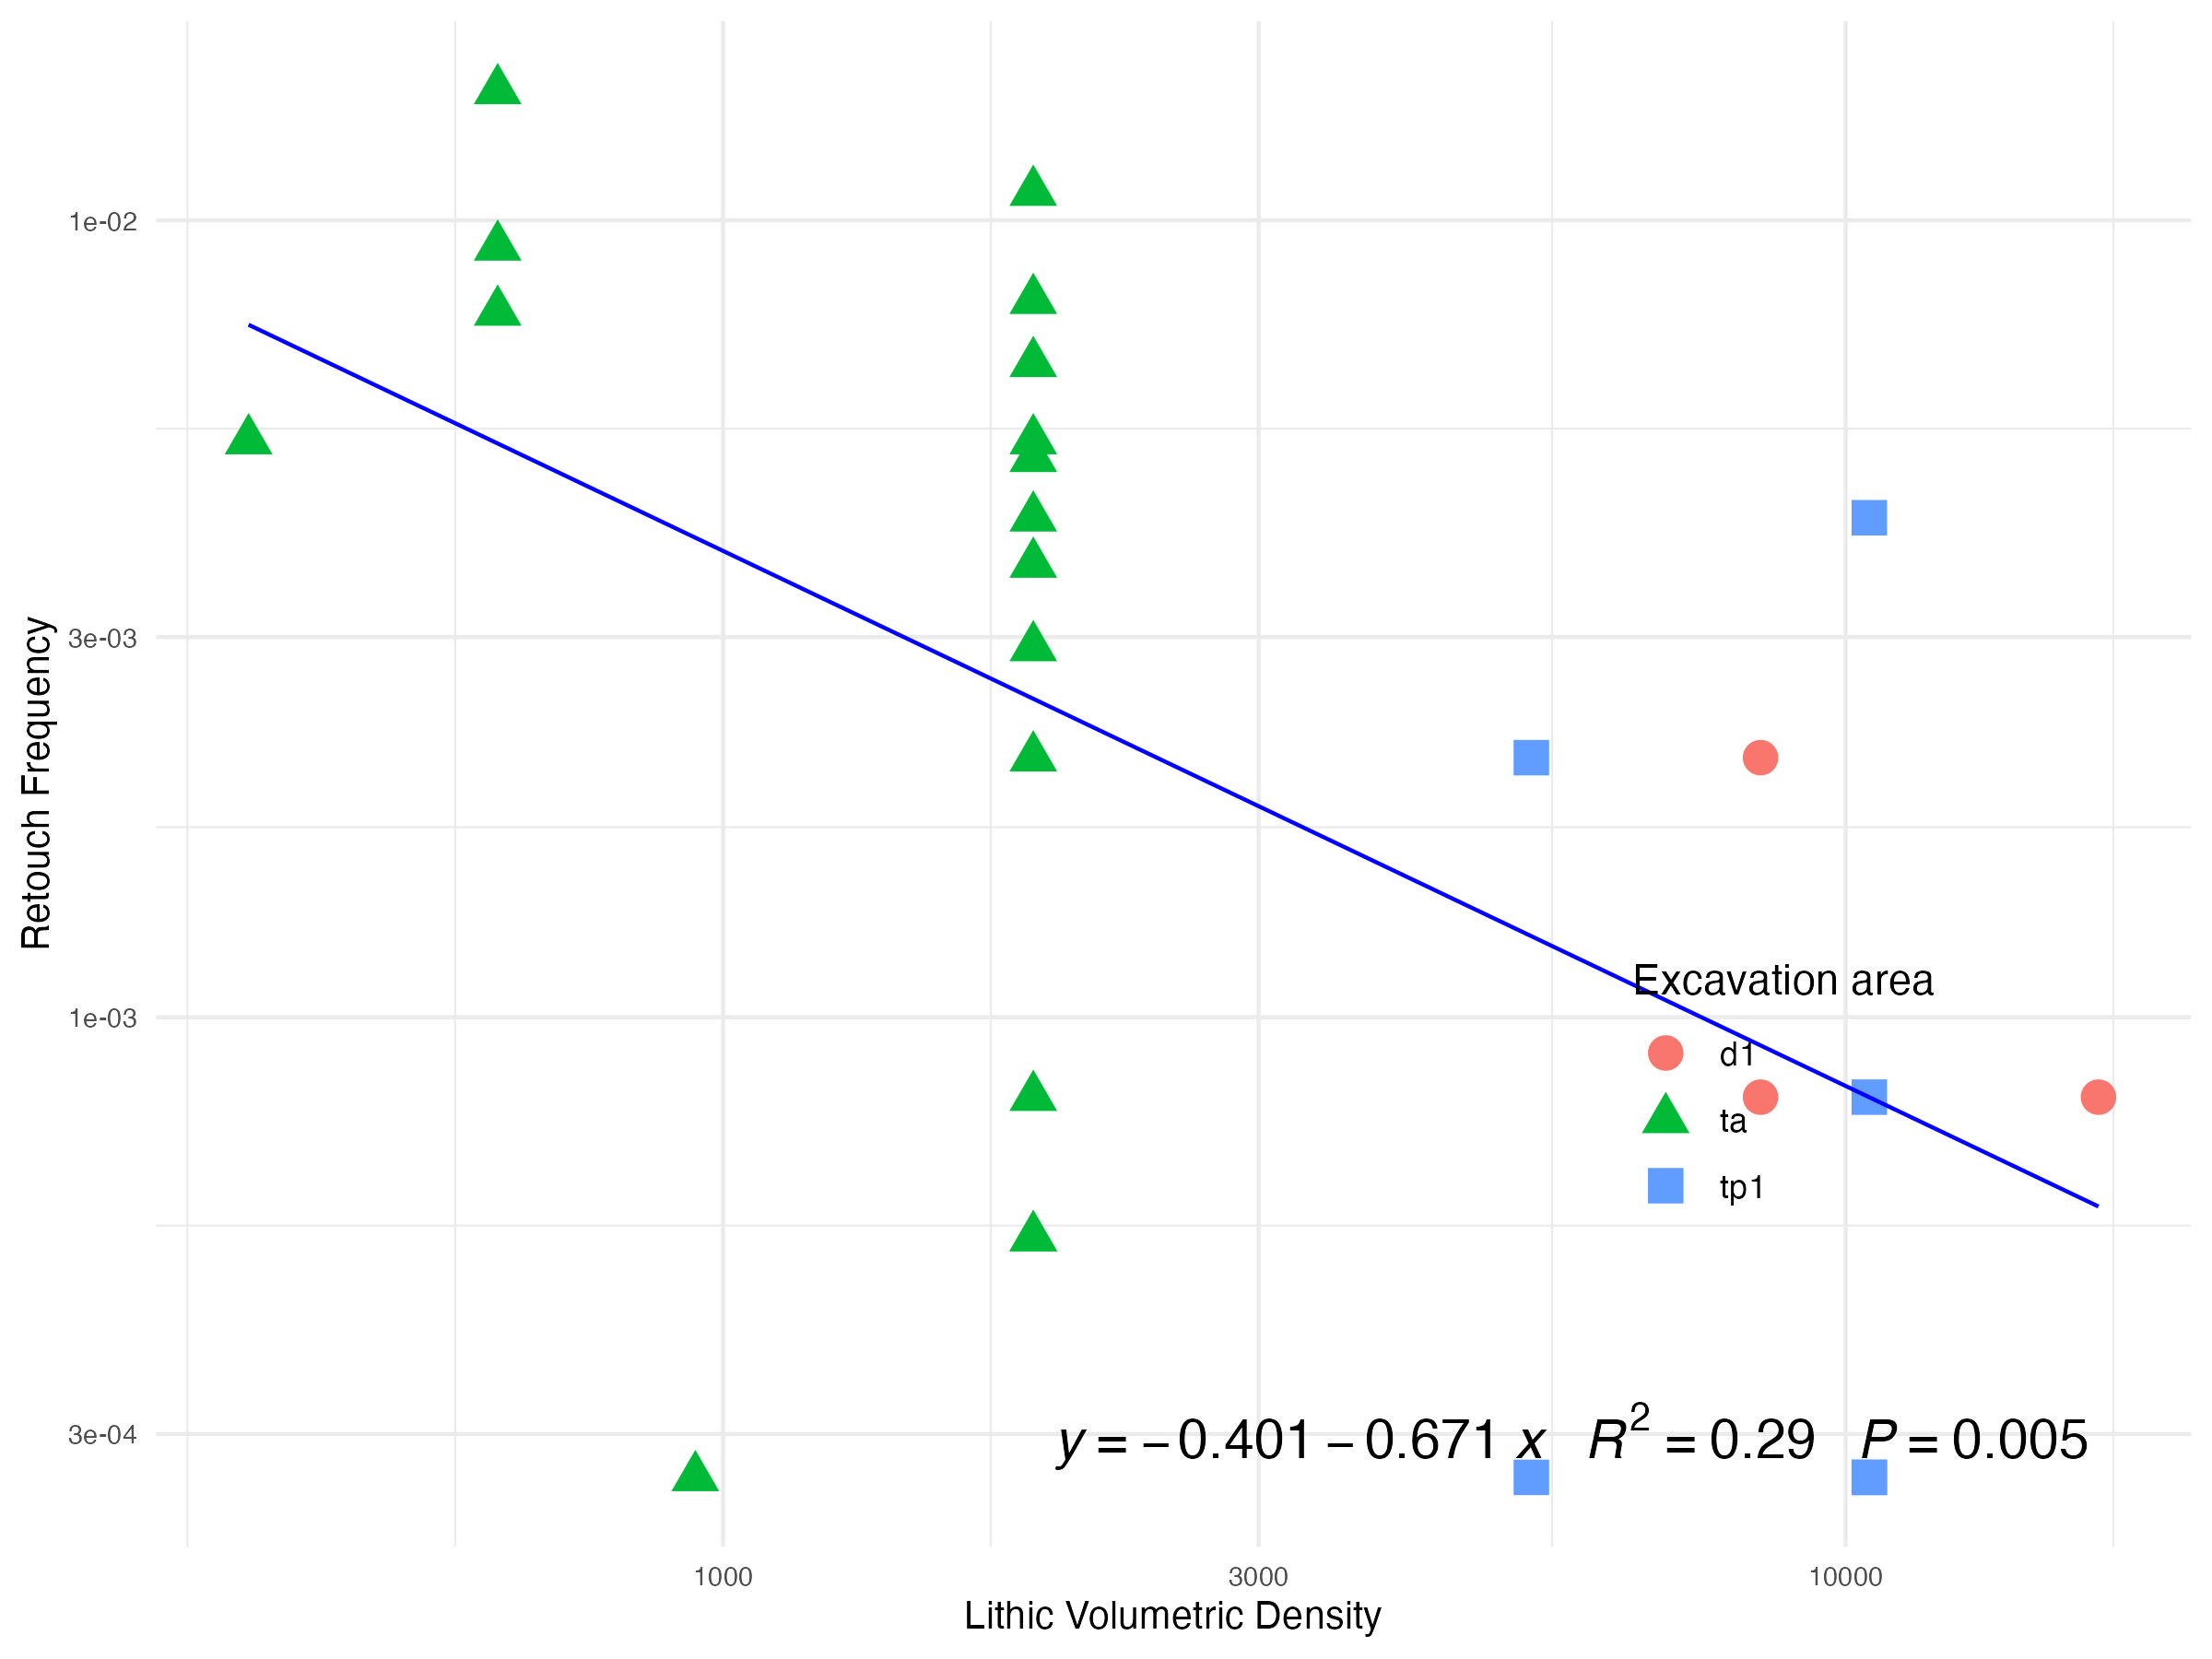 1e-02
3e-03
1e-03
3e-04
Retouch Frequency
Excavation area
d1
ta
tp1
y = −0.401 − 0.671 x R² = 0.29 P = 0.005
1000 3000 10000
Lithic Volumetric Density